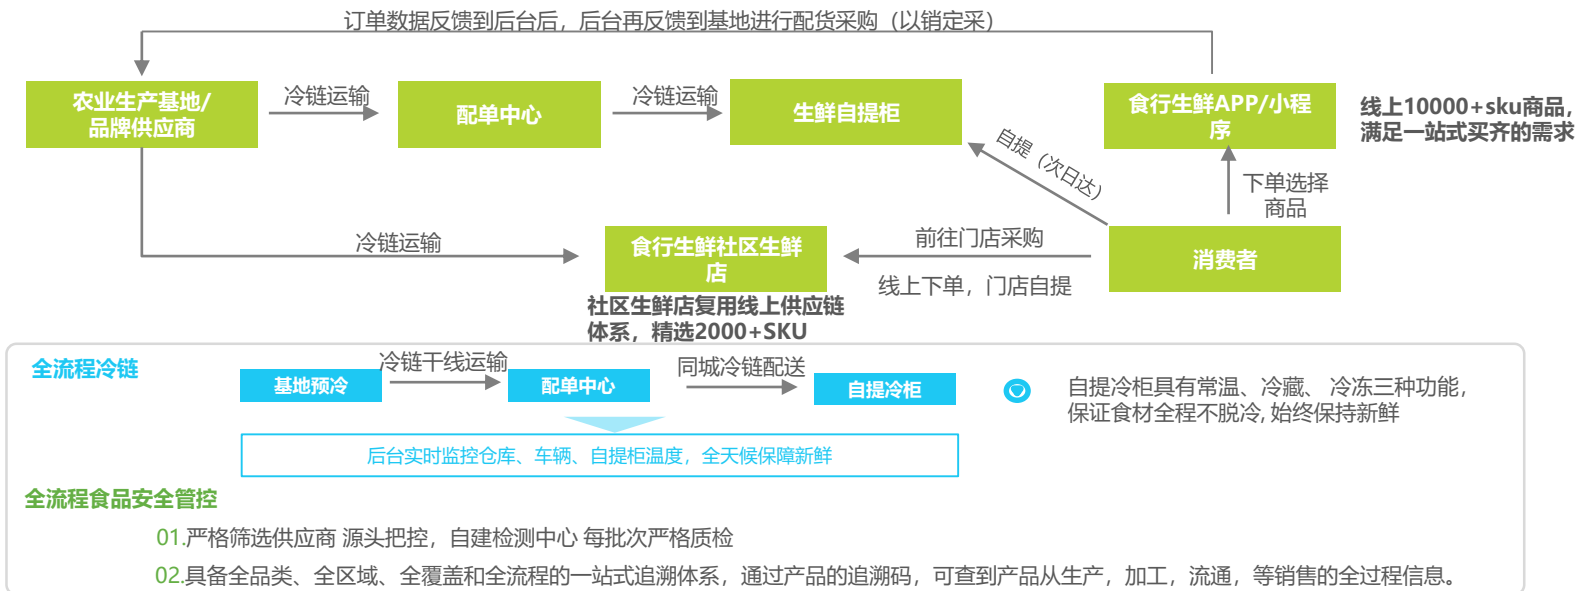 订单数据反馈到后台后，后台再反馈到基地进行配货采购（以销定采）
农业生产基地/
品牌供应商
冷链运输
配单中心
冷链运输
生鲜自提柜
食行生鲜APP/小程
序
线上10000+sku商品，
满足一站式买齐的需求
自提（次日达）
下单选择
商品
冷链运输
食行生鲜社区生鲜
店
前往门店采购
线上下单，门店自提
消费者
社区生鲜店复用线上供应链
体系，精选2000+SKU
全流程冷链
基地预冷
冷链干线运输
配单中心
同城冷链配送
自提冷柜
自提冷柜具有常温、冷藏、 冷冻三种功能，
保证食材全程不脱冷, 始终保持新鲜
后台实时监控仓库、车辆、自提柜温度，全天候保障新鲜
全流程食品安全管控
01.严格筛选供应商 源头把控，自建检测中心 每批次严格质检
02.具备全品类、全区域、全覆盖和全流程的一站式追溯体系，通过产品的追溯码，可查到产品从生产，加工，流通，等销售的全过程信息。